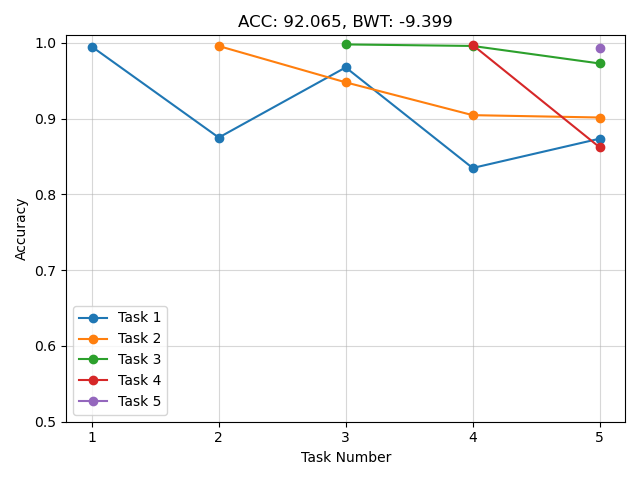 ACC: 92.065, BWT: -9.399
1.0
0.9
0.8
0.7
0.6
0.5
Accuracy
Task 1
Task 2
Task 3
Task 4
Task 5
1 2 3 4 5
Task Number